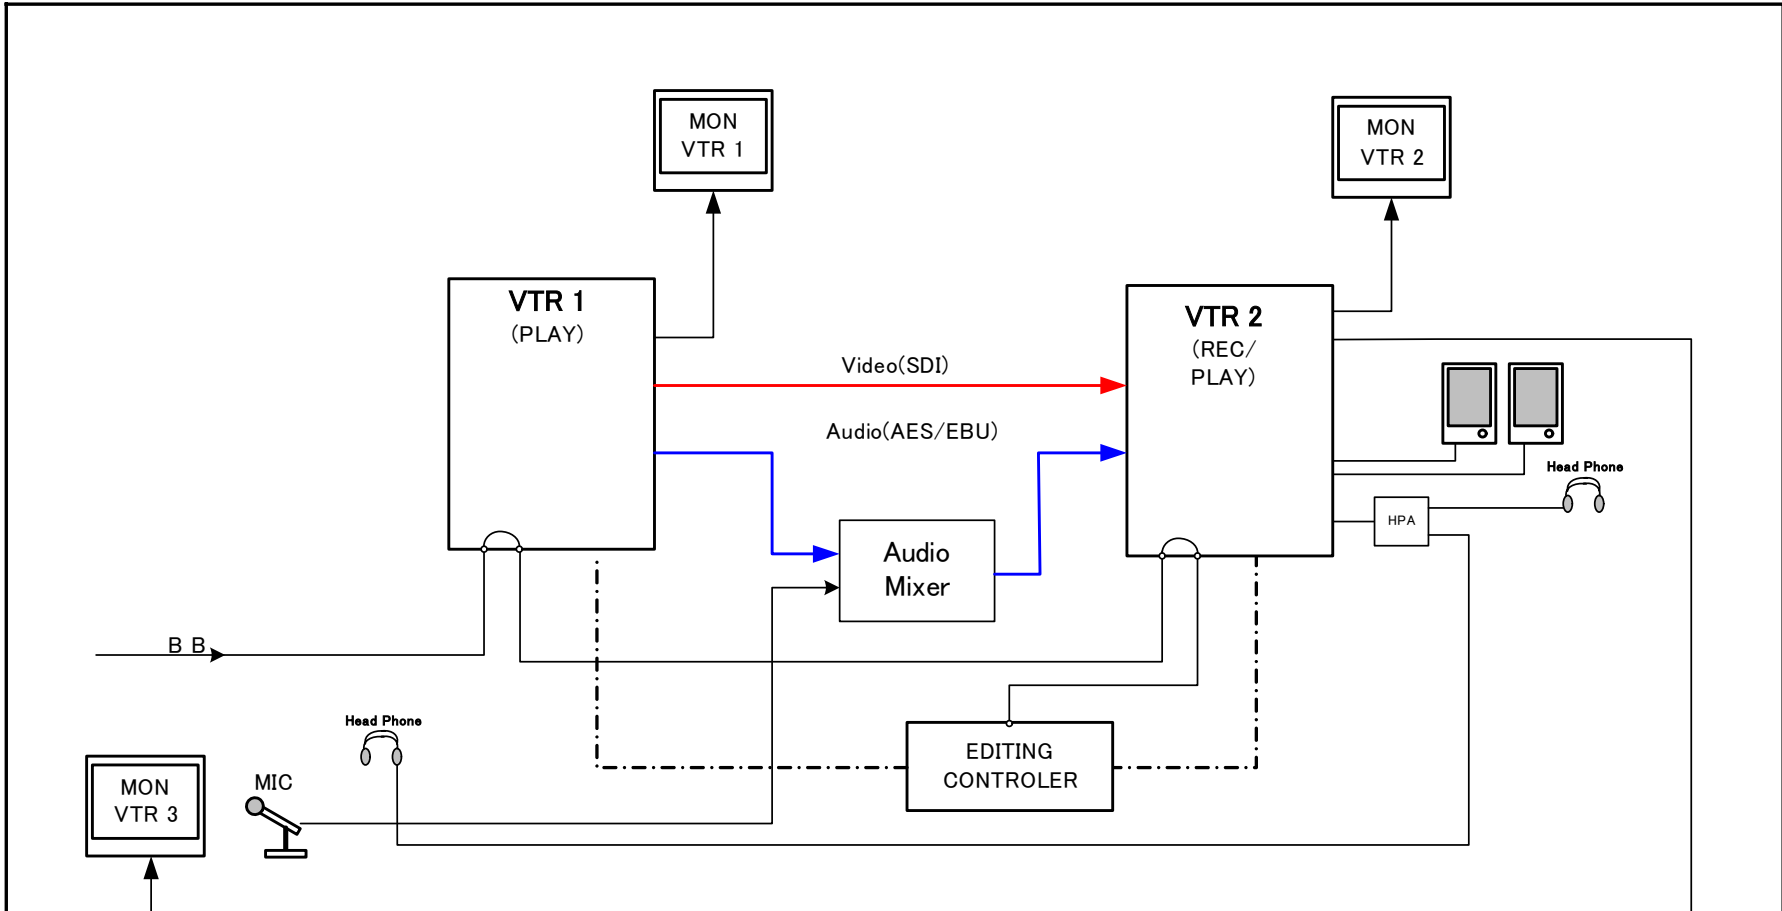 MON
VTR 1
MON
VTR 2
VTR 1
(PLAY)
VTR 2
(REC/
PLAY)
Video(SDI)
Audio(AES/EBU)
Head Phone
HPA
Audio
Mixer
B B
Head Phone
EDITING
CONTROLER
MIC
MON
VTR 3